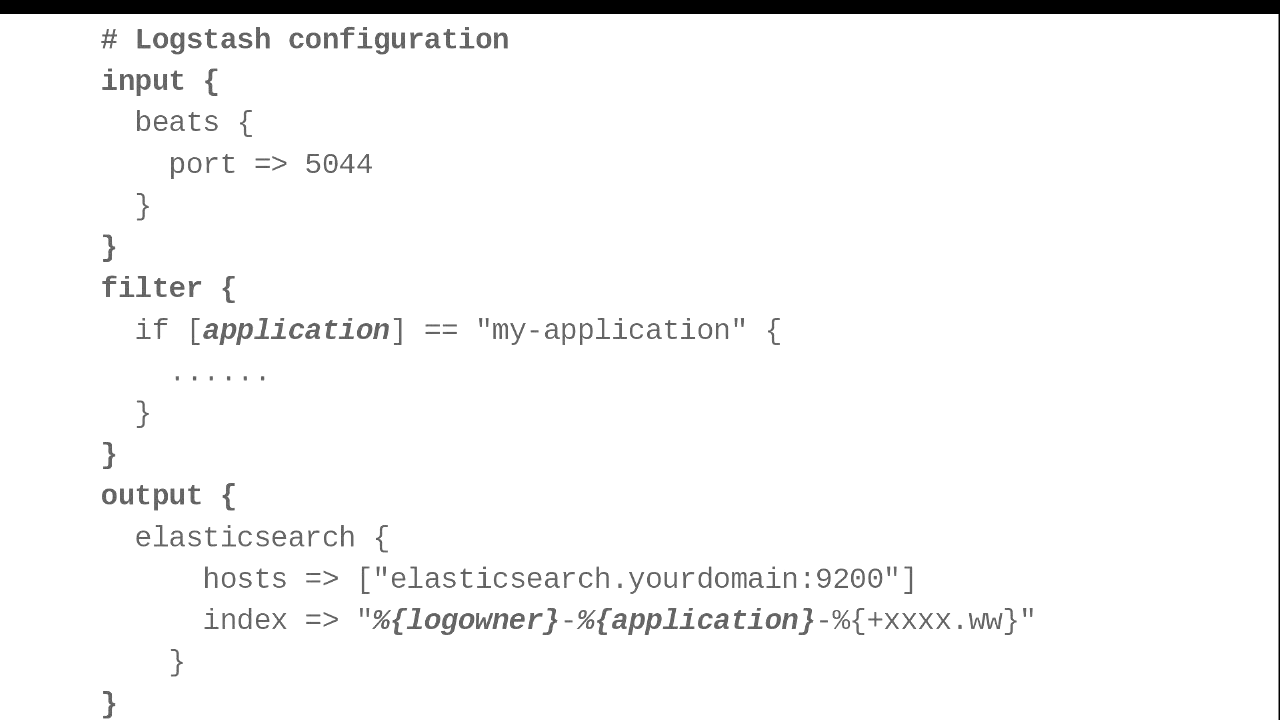 # Logstash configuration
input {
  beats {
    port => 5044
  }
}
filter {
  if [application] == "my-application" {
    ......
  }
}
output {
  elasticsearch {
      hosts => ["elasticsearch.yourdomain:9200"]
      index => "%{logowner}-%{application}-%{+xxxx.ww}"
    }
}